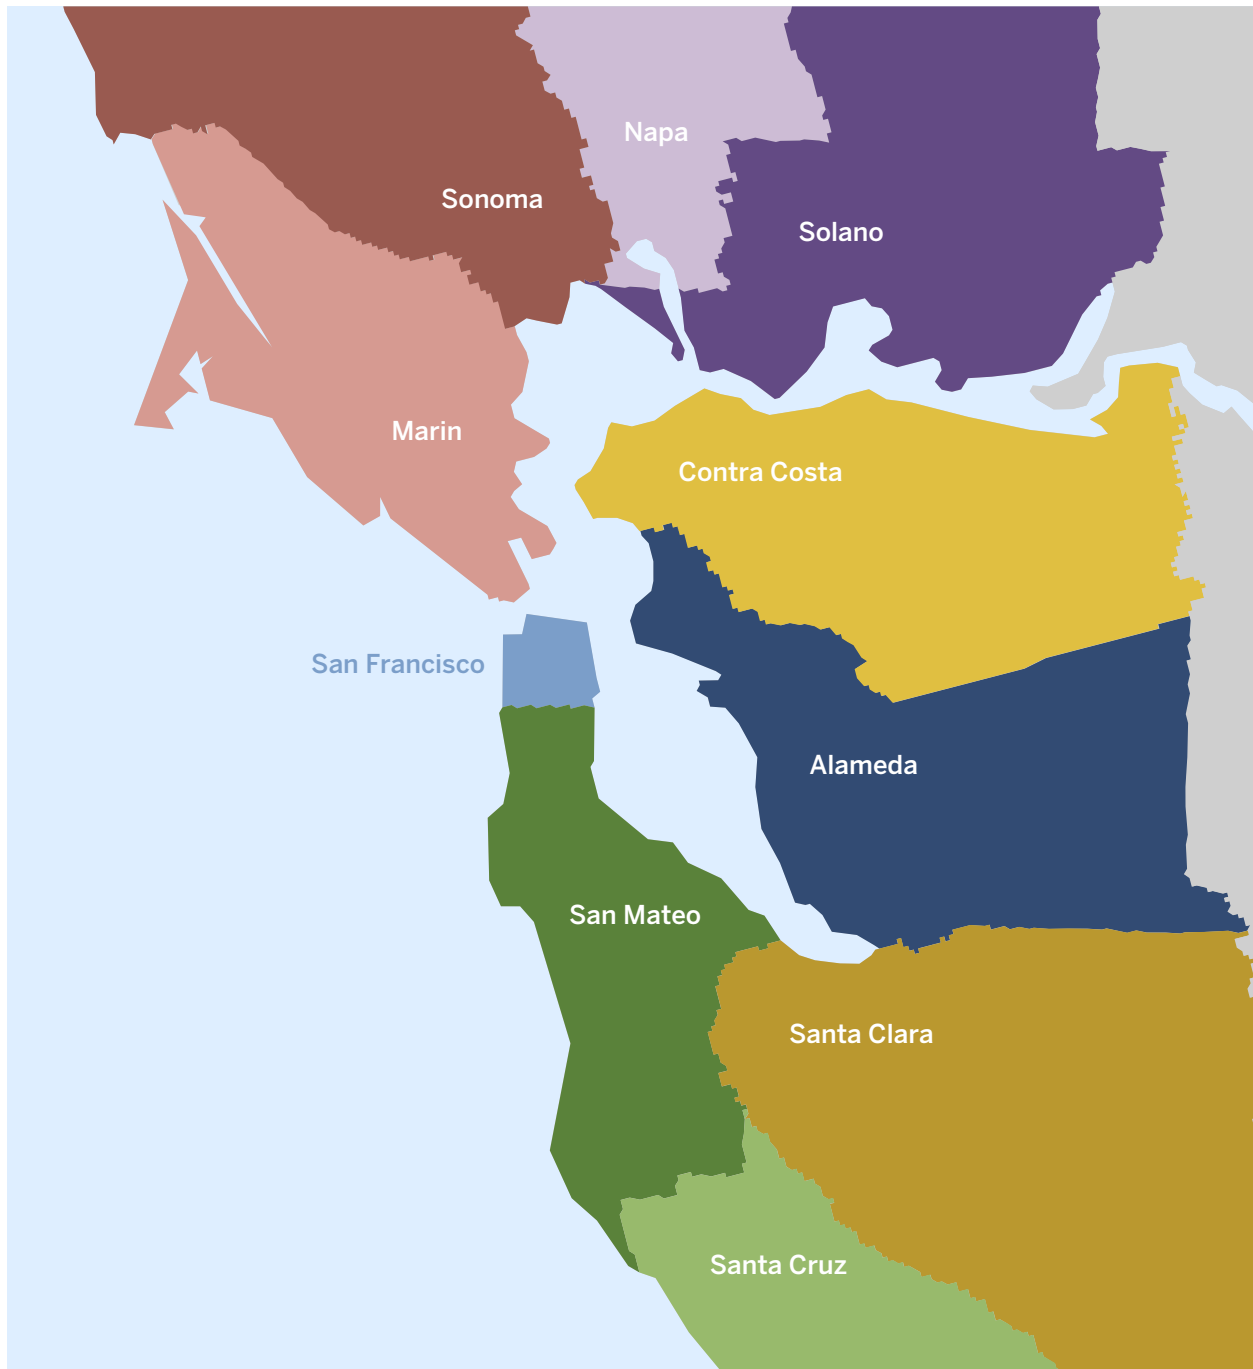 Napa
Sonoma
Solano
Marin
Contra Costa
San Francisco
Alameda
San Mateo
Santa Clara
Santa Cruz